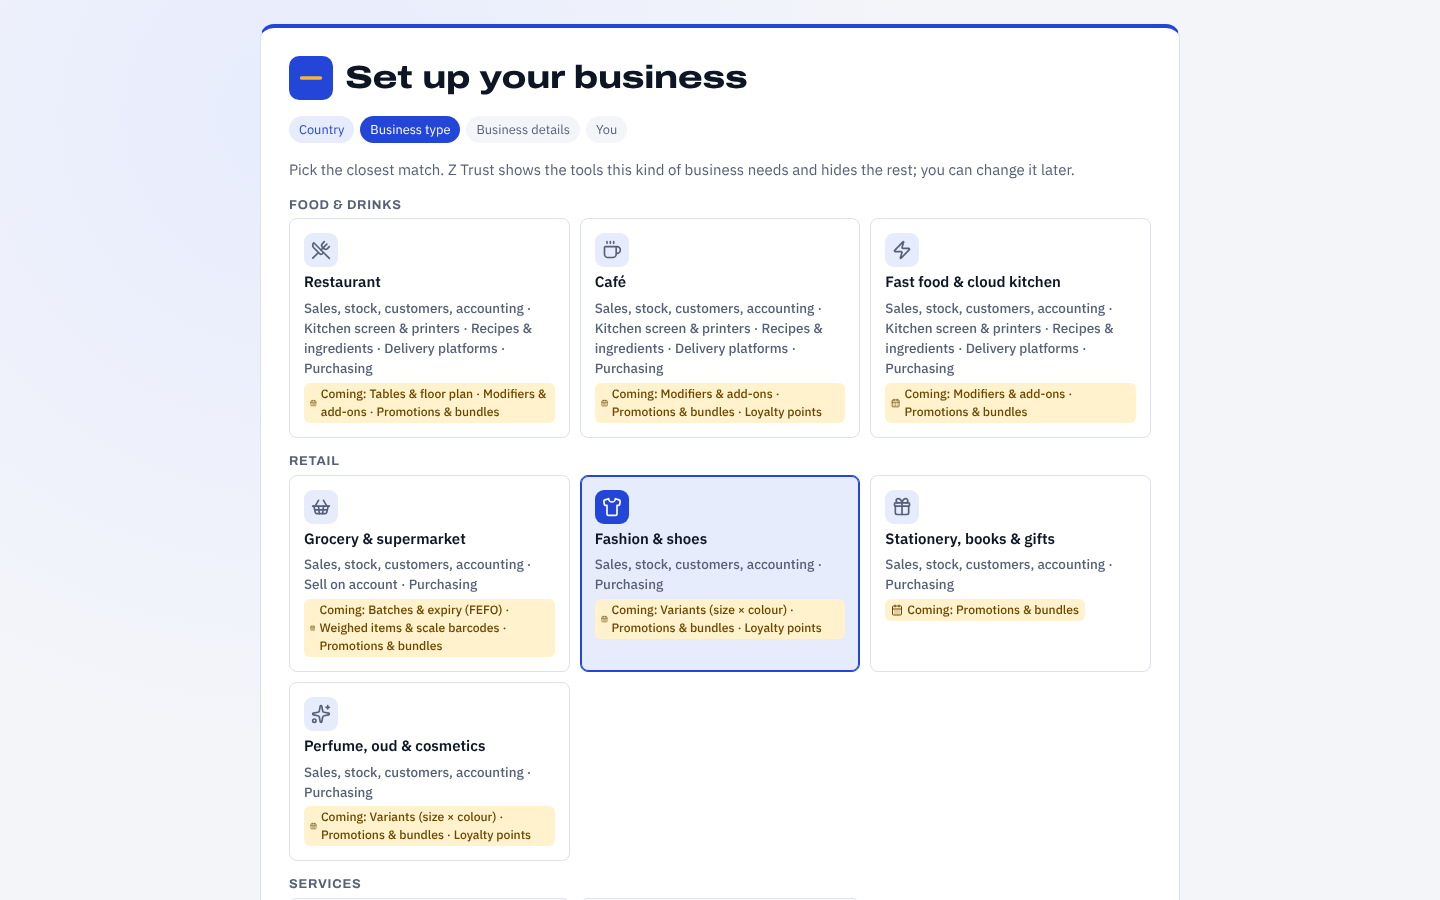 Set up your business
Country
Business type
Business details
You
Pick the closest match. Z Trust shows the tools this kind of business needs and hides the rest; you can change it later.
FOOD & DRINKS
Restaurant
Sales, stock, customers, accounting ·
Kitchen screen & printers · Recipes &
ingredients · Delivery platforms ·
Purchasing
Coming: Tables & floor plan · Modifiers &
add-ons · Promotions & bundles
Café
Sales, stock, customers, accounting ·
Kitchen screen & printers · Recipes &
ingredients · Delivery platforms ·
Purchasing
Coming: Modifiers & add-ons ·
Promotions & bundles · Loyalty points
Fast food & cloud kitchen
Sales, stock, customers, accounting ·
Kitchen screen & printers · Recipes &
ingredients · Delivery platforms ·
Purchasing
Coming: Modifiers & add-ons ·
Promotions & bundles
RETAIL
Grocery & supermarket
Sales, stock, customers, accounting ·
Sell on account · Purchasing
Coming: Batches & expiry (FEFO) ·
Weighed items & scale barcodes ·
Promotions & bundles
Fashion & shoes
Sales, stock, customers, accounting ·
Purchasing
Coming: Variants (size × colour) ·
Promotions & bundles · Loyalty points
Stationery, books & gifts
Sales, stock, customers, accounting ·
Purchasing
Coming: Promotions & bundles
Perfume, oud & cosmetics
Sales, stock, customers, accounting ·
Purchasing
Coming: Variants (size × colour) ·
Promotions & bundles · Loyalty points
SERVICES